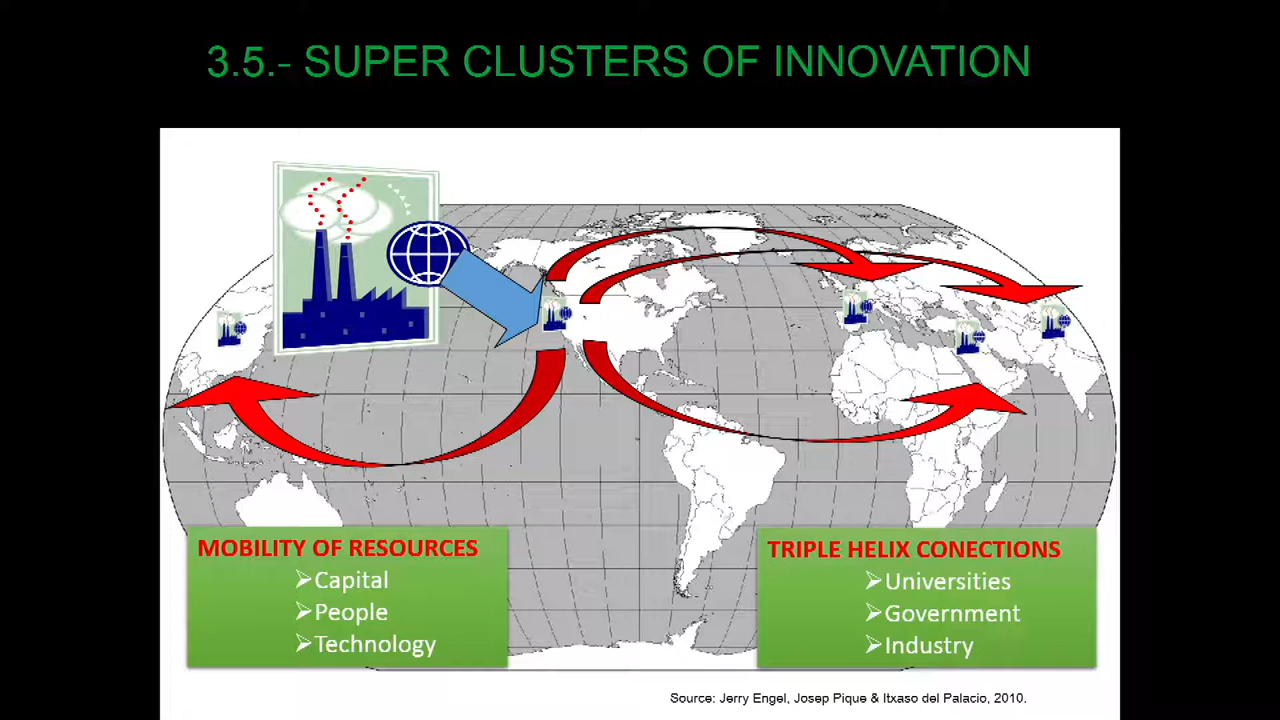 3.5.- SUPER CLUSTERS OF INNOVATION
MOBILITY OF RESOURCES
➢Capital
➢People
➢Technology
TRIPLE HELIX CONECTIONS
➢Universities
➢Government
➢Industry
Source: Jerry Engel, Josep Pique & Itxaso del Palacio, 2010.